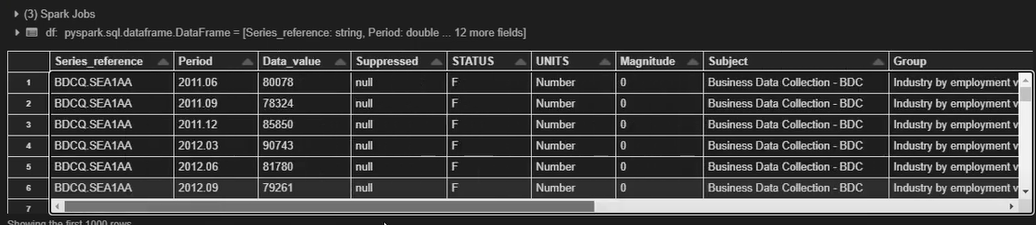 (3) Spark Jobs
df: pyspark.sql.dataframe.DataFrame = [Series_reference: string, Period: double ... 12 more fields]
Series_reference Period Data_value Suppressed STATUS UNITS Magnitude Subject Group
1 BDCQ.SEA1AA 2011.06 80078 null F Number 0 Business Data Collection - BDC Industry by employment v
2 BDCQ.SEA1AA 2011.09 78324 null F Number 0 Business Data Collection - BDC Industry by employment v
3 BDCQ.SEA1AA 2011.12 85850 null F Number 0 Business Data Collection - BDC Industry by employment v
4 BDCQ.SEA1AA 2012.03 90743 null F Number 0 Business Data Collection - BDC Industry by employment v
5 BDCQ.SEA1AA 2012.06 81780 null F Number 0 Business Data Collection - BDC Industry by employment v
6 BDCQ.SEA1AA 2012.09 79261 null F Number 0 Business Data Collection - BDC Industry by employment v
7
Showing the first 1000 rows.